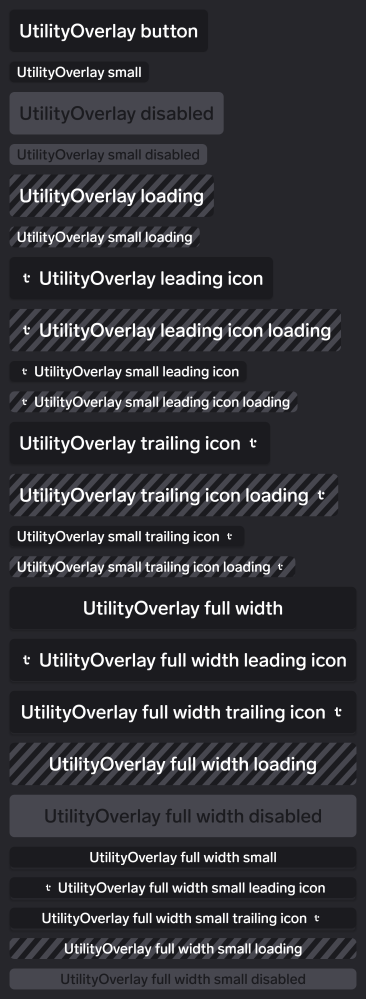 UtilityOverlay button
UtilityOverlay small
UtilityOverlay disabled
UtilityOverlay small disabled
UtilityOverlay loading
UtilityOverlay small loading
UtilityOverlay leading icon
UtilityOverlay leading icon loading
UtilityOverlay small leading icon
UtilityOverlay small leading icon loading
UtilityOverlay trailing icon
UtilityOverlay trailing icon loading
UtilityOverlay small trailing icon
UtilityOverlay small trailing icon loading
UtilityOverlay full width
UtilityOverlay full width leading icon
UtilityOverlay full width trailing icon
UtilityOverlay full width loading
UtilityOverlay full width disabled
UtilityOverlay full width small
UtilityOverlay full width small leading icon
UtilityOverlay full width small trailing icon
UtilityOverlay full width small loading
UtilityOverlay full width small disabled